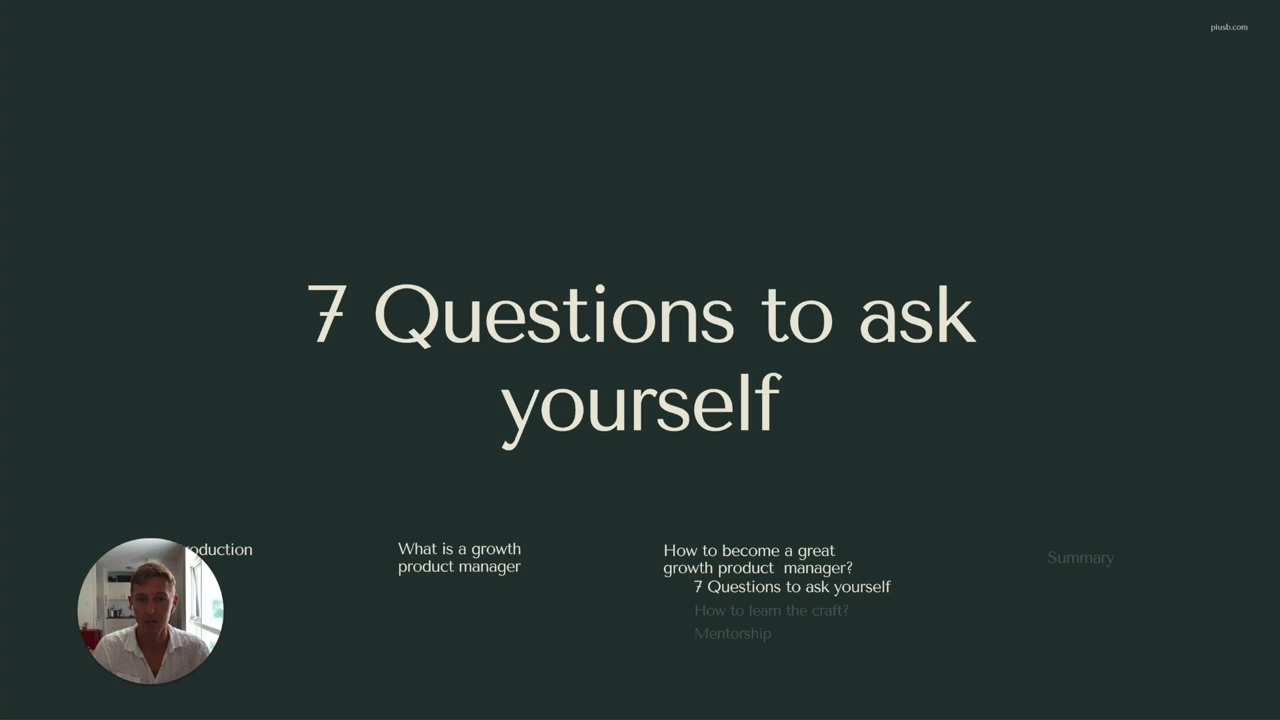 piusb.com
7 Questions to ask
yourself
What is a growth
product manager
How to become a great
growth product manager?
7 Questions to ask yourself
How to learn the craft?
Mentorship
Summary